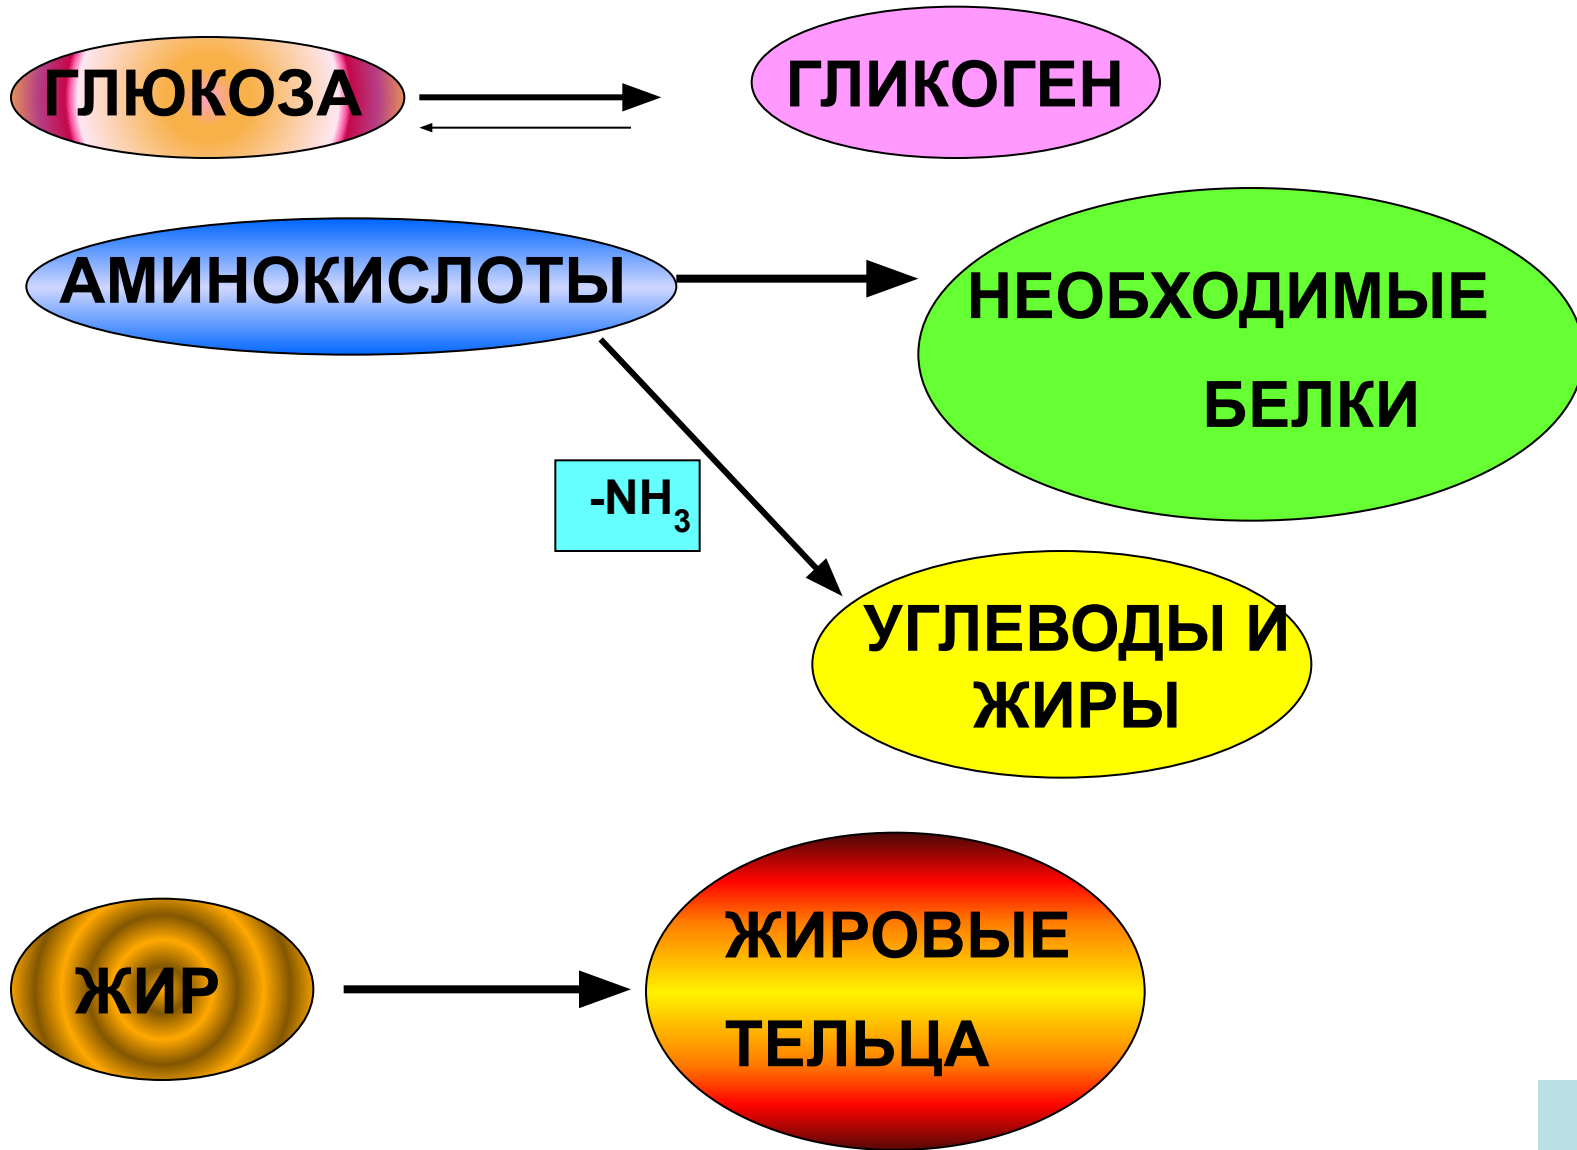 ГЛЮКОЗА
ГЛИКОГЕН
АМИНОКИСЛОТЫ
НЕОБХОДИМЫЕ
БЕЛКИ
-NH₃
УГЛЕВОДЫ И
ЖИРЫ
ЖИР
ЖИРОВЫЕ
ТЕЛЬЦА